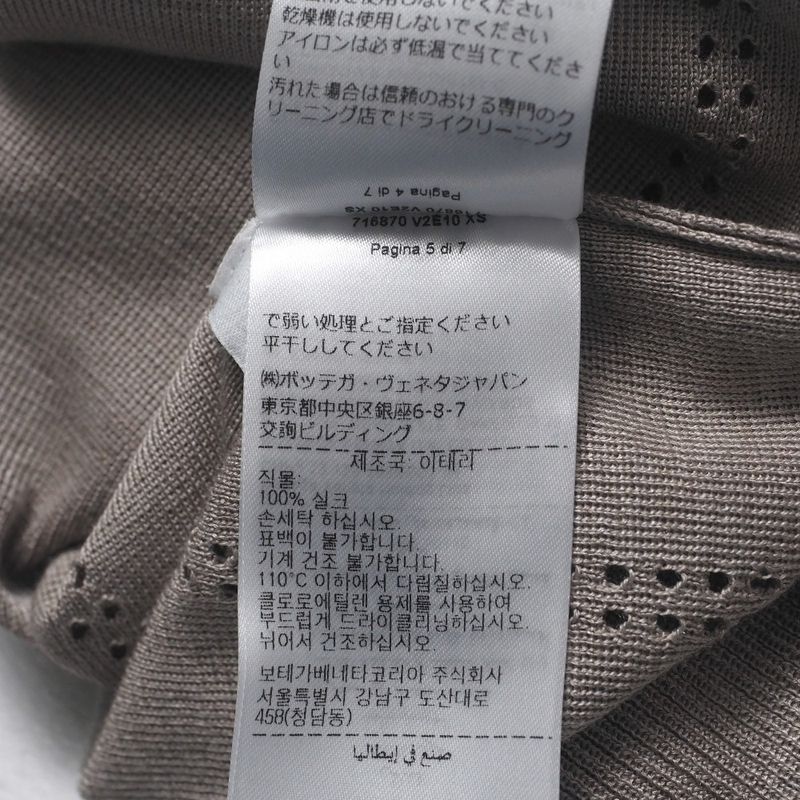 用しないでください
乾燥機は使用しないでください
アイロンは必ず低温で当ててくださ
い
汚れた場合は信頼のおける専門のク
リーニング店でドライクリーニング
Pagina 4 di 7
716870 V2E10 XS
716870 V2E10 XS
Pagina 5 di 7
で弱い処理とご指定ください
平干ししてください
㈱ボッテガ・ヴェネタジャパン
東京都中央区銀座6-8-7
交詢ビルディング
제조국: 이태리
직물:
100% 실크
손세탁 하십시오.
표백이 불가합니다.
기계 건조 불가합니다.
110°C 이하에서 다림질하십시오.
클로로에틸렌 용제를 사용하여
부드럽게 드라이클리닝하십시오.
뉘어서 건조하십시오.
보테가베네타코리아 주식회사
서울특별시 강남구 도산대로
458(청담동)
صنع في إيطاليا